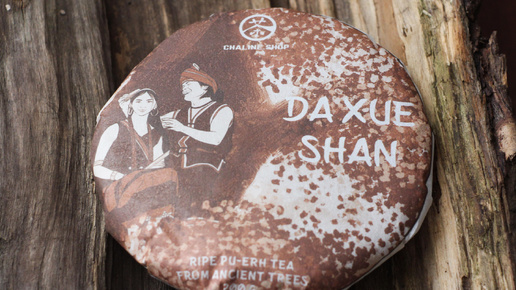 CHALINE SHOP
DA XUE
SHAN
RIPE PU-ERH TEA
FROM ANCIENT TREES